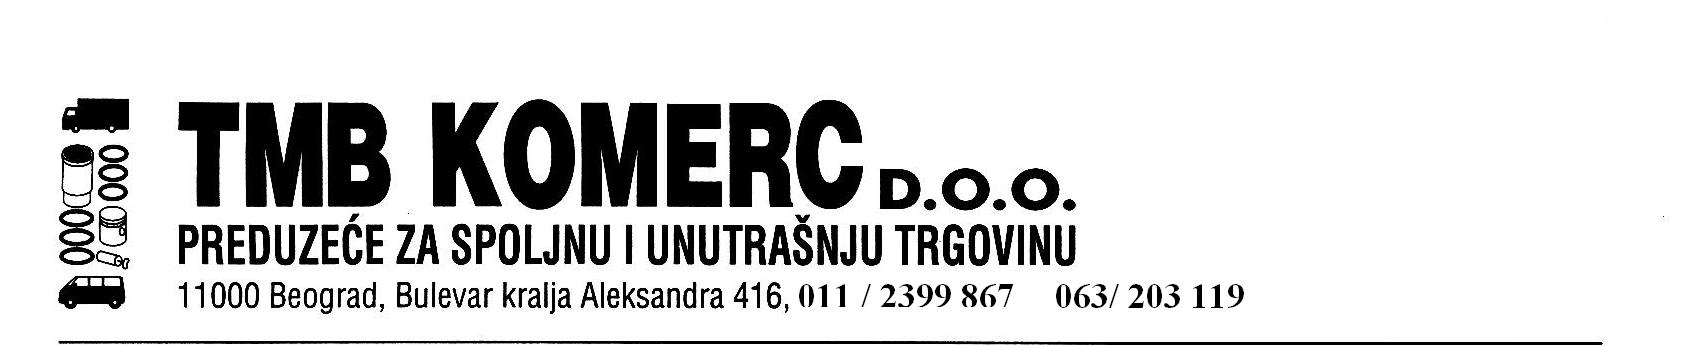 TMB KOMERC D.O.O.
PREDUZEĆE ZA SPOLJNU I UNUTRAŠNJU TRGOVINU
11000 Beograd, Bulevar kralja Aleksandra 416, 011 / 2399 867 063/ 203 119